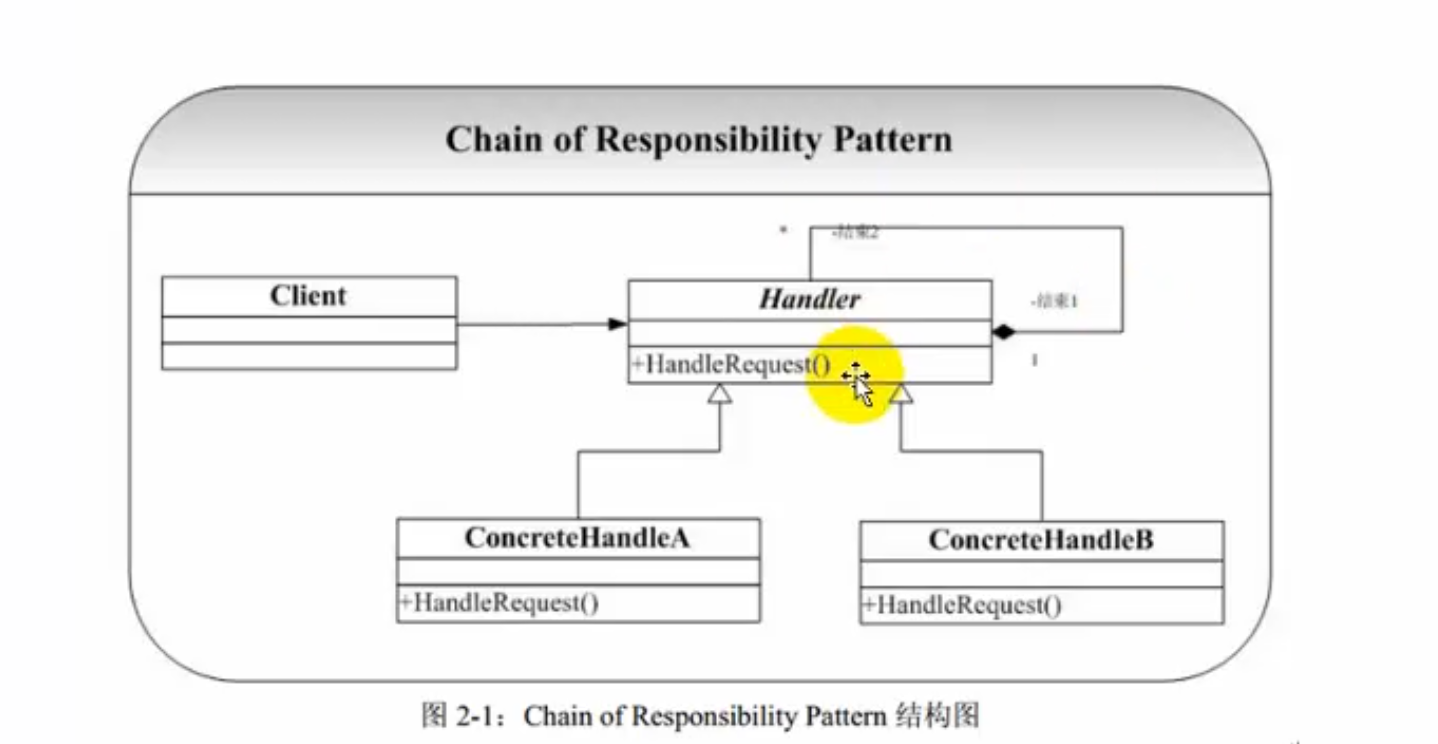 Chain of Responsibility Pattern
*
-结束2
Client
Handler
-结束1
+HandleRequest()
1
ConcreteHandleA
ConcreteHandleB
+HandleRequest()
+HandleRequest()
图 2-1：Chain of Responsibility Pattern 结构图